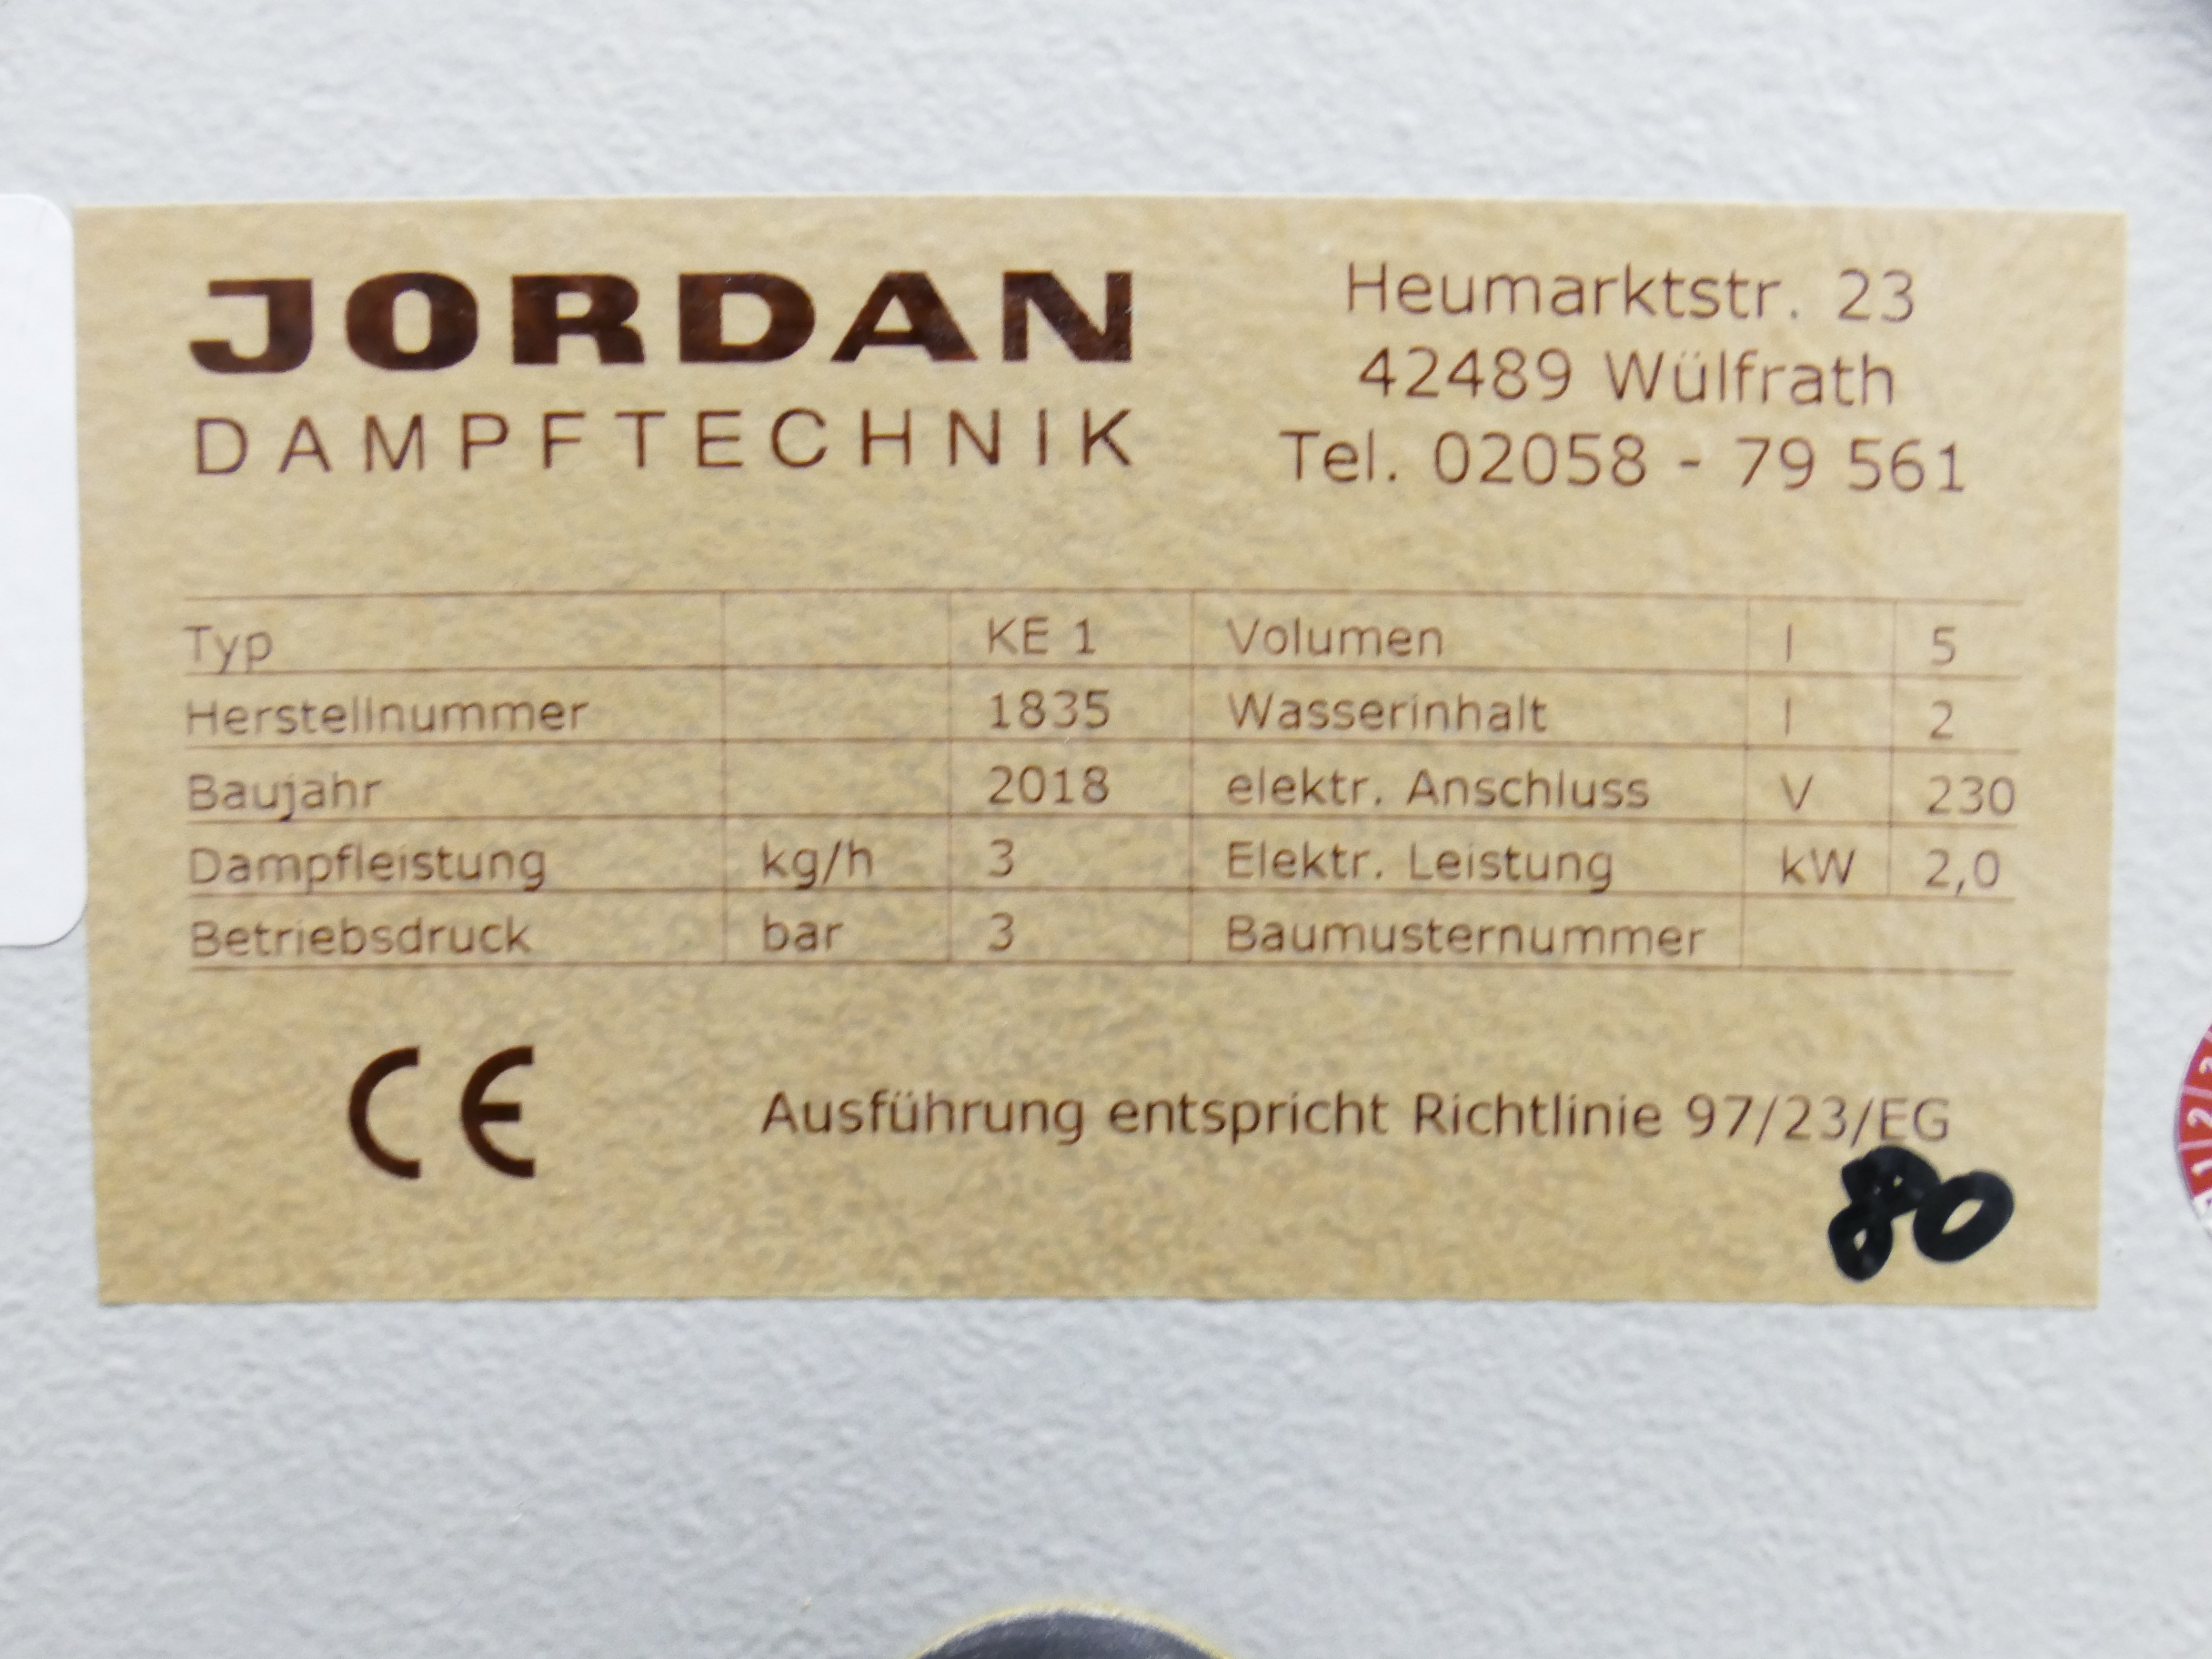 JORDAN
DAMPFTECHNIK
Heumarktstr. 23
42489 Wülfrath
Tel. 02058 - 79 561
Typ KE 1 Volumen l 5
Herstellnummer 1835 Wasserinhalt l 2
Baujahr 2018 elektr. Anschluss V 230
Dampfleistung kg/h 3 Elektr. Leistung kW 2,0
Betriebsdruck bar 3 Baumusternummer
CE Ausführung entspricht Richtlinie 97/23/EG
80